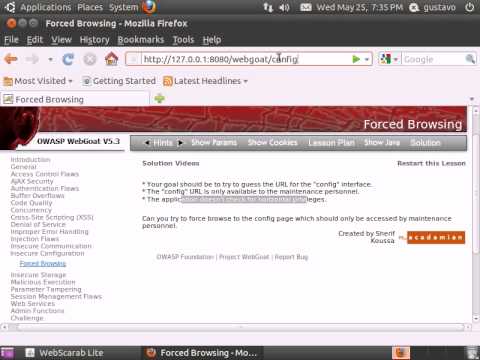 Applications Places System
Wed May 25, 7:35 PM
gustavo
Forced Browsing - Mozilla Firefox
File Edit View History Bookmarks Tools Help
http://127.0.0.1:8080/webgoat/config
Google
Most Visited
Getting Started
Latest Headlines
Forced Browsing
Forced Browsing
OWASP WebGoat V5.3
Hints
Show Params
Show Cookies
Lesson Plan
Show Java
Solution
Introduction
General
Access Control Flaws
AJAX Security
Authentication Flaws
Buffer Overflows
Code Quality
Concurrency
Cross-Site Scripting (XSS)
Denial of Service
Improper Error Handling
Injection Flaws
Insecure Communication
Insecure Configuration
Forced Browsing
Insecure Storage
Malicious Execution
Parameter Tampering
Session Management Flaws
Web Services
Admin Functions
Challenge
Solution Videos
Restart this Lesson
* Your goal should be to try to guess the URL for the "config" interface.
* The "config" URL is only available to the maintenance personnel.
* The application doesn't check for horizontal privileges.
Can you try to force browse to the config page which should only be accessed by maintenance
personnel.
Created by Sherif
Koussa
macadamian
OWASP Foundation | Project WebGoat | Report Bug
WebScarab Lite
Forced Browsing - Mo...